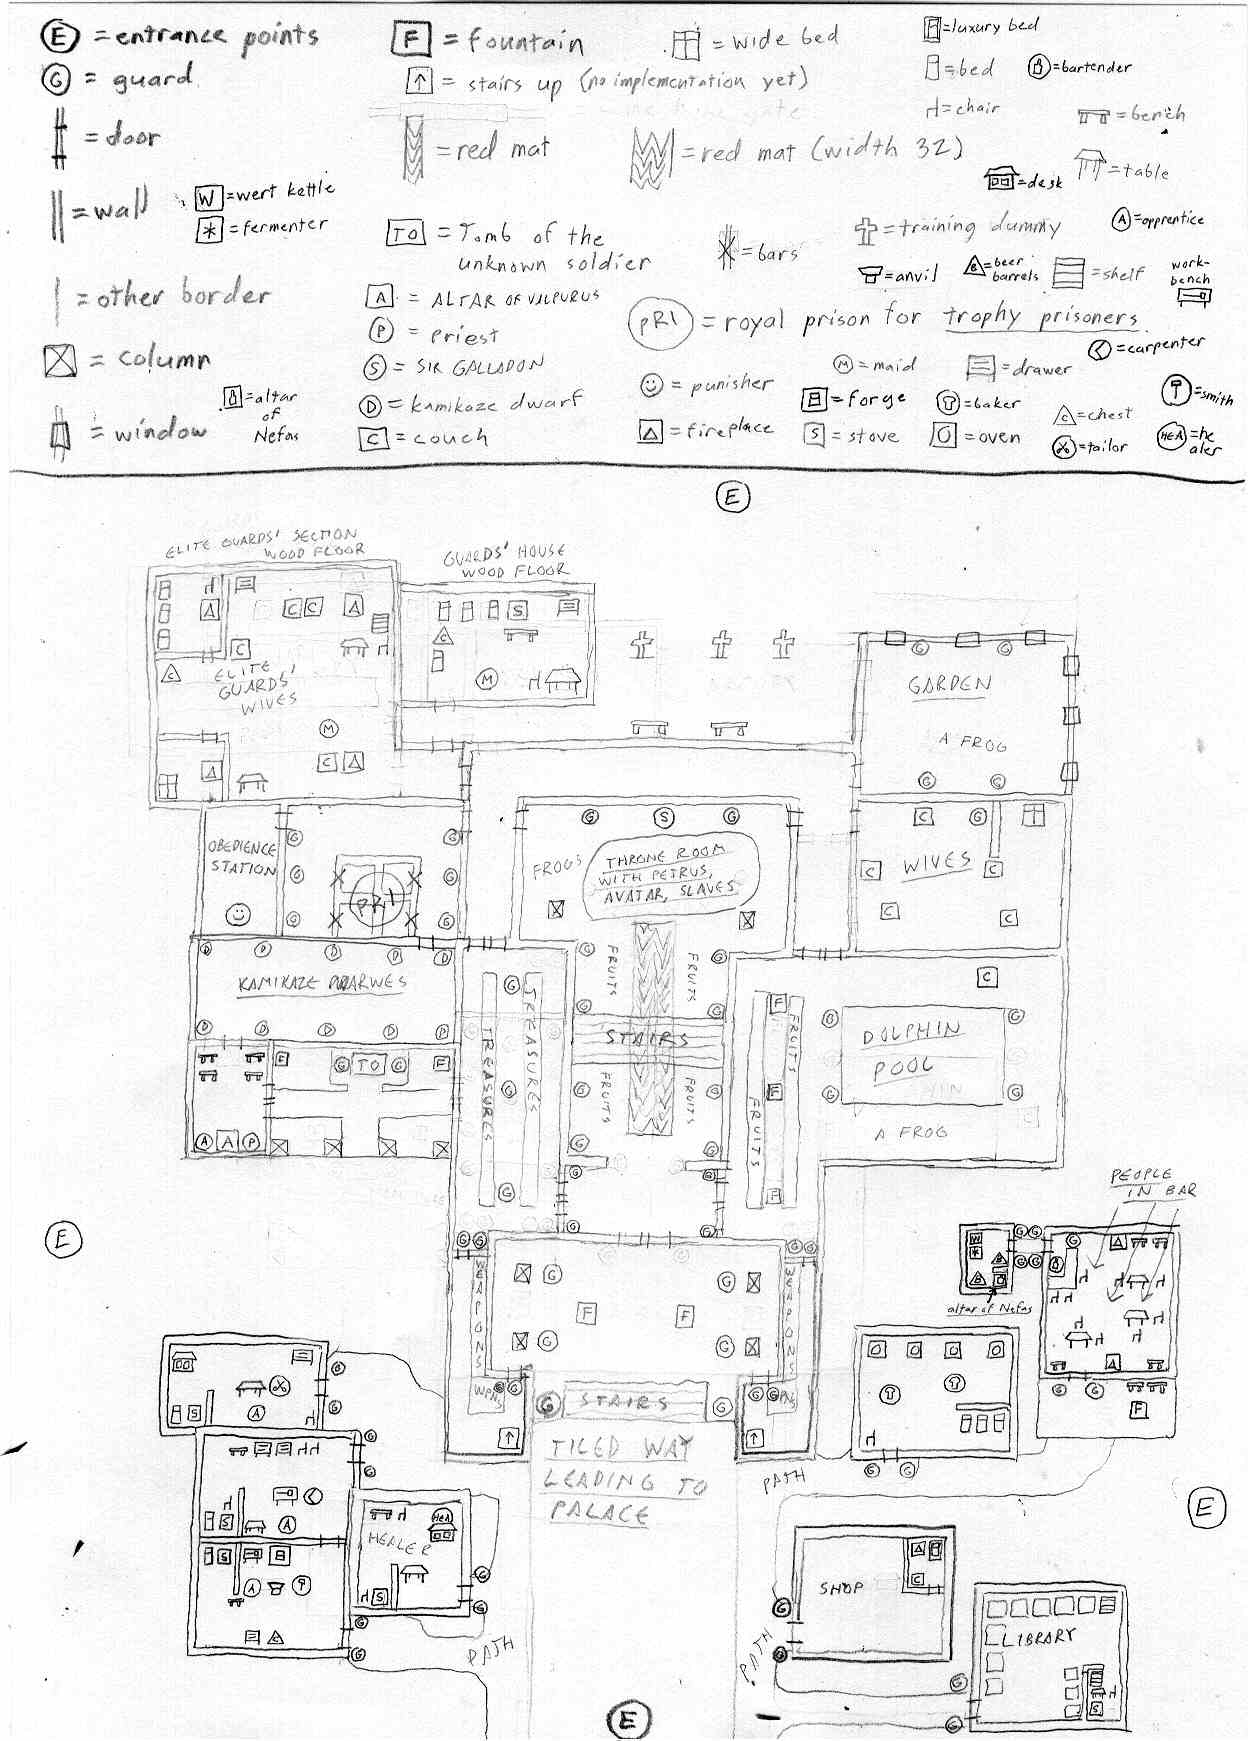 E = entrance points
G = guard
= door
= wall
= other border
= column
= window
W = wert kettle
* = fermenter
= altar
of
Nefas
F = fountain
↑ = stairs up (no implementation yet)
= red mat
= red mat (width 32)
TO = Tomb of the
unknown soldier
A = ALTAR OF VALPURUS
P = priest
S = SIR GALLADON
D = kamikaze dwarf
C = couch
= wide bed
= bars
PRI = royal prison for trophy prisoners
= punisher
= fireplace
= luxury bed
= bed
B = bartender
= chair
= bench
= table
= desk
= training dummy
A = apprentice
= anvil
B = beer
barrels
= shelf
work-
bench
= carpenter
M = maid
= drawer
= forge
= baker
C = chest
= smith
S = stove
O = oven
= tailor
HEA = he
aler
E
ELITE GUARDS' SECTION
WOOD FLOOR
GUARDS' HOUSE
WOOD FLOOR
ELITE
GUARDS'
WIVES
GARDEN
A FROG
OBEDIENCE
STATION
PRI
FROGS
THRONE ROOM
WITH PETRUS,
AVATAR, SLAVES
WIVES
KAMIKAZE DWARWES
TREASURES
TREASURES
FRUITS
FRUITS
STAIRS
FRUITS
FRUITS
FRUITS
FRUITS
DOLPHIN
POOL
A FROG
TO
PEOPLE
IN BAR
E
WEAPONS
WEAPONS
altar of Nefas
WPNS
WPNS
STAIRS
TILED WAY
LEADING TO
PALACE
PATH
HEALER
PATH
SHOP
PATH
LIBRARY
E
E